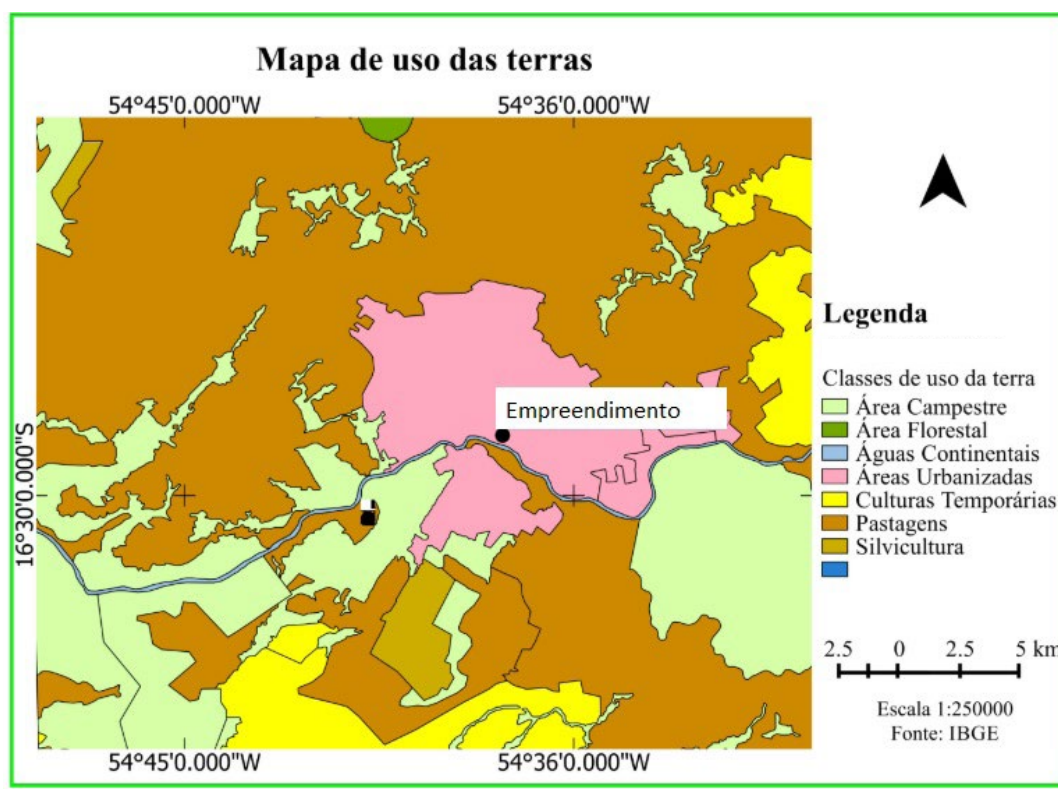 Mapa de uso das terras
54°45'0.000"W
54°36'0.000"W
16°30'0.000"S
Empreendimento
54°45'0.000"W
54°36'0.000"W
Legenda
Classes de uso da terra
Área Campestre
Área Florestal
Águas Continentais
Áreas Urbanizadas
Culturas Temporárias
Pastagens
Silvicultura
2.5 0 2.5 5 km
Escala 1:250000
Fonte: IBGE